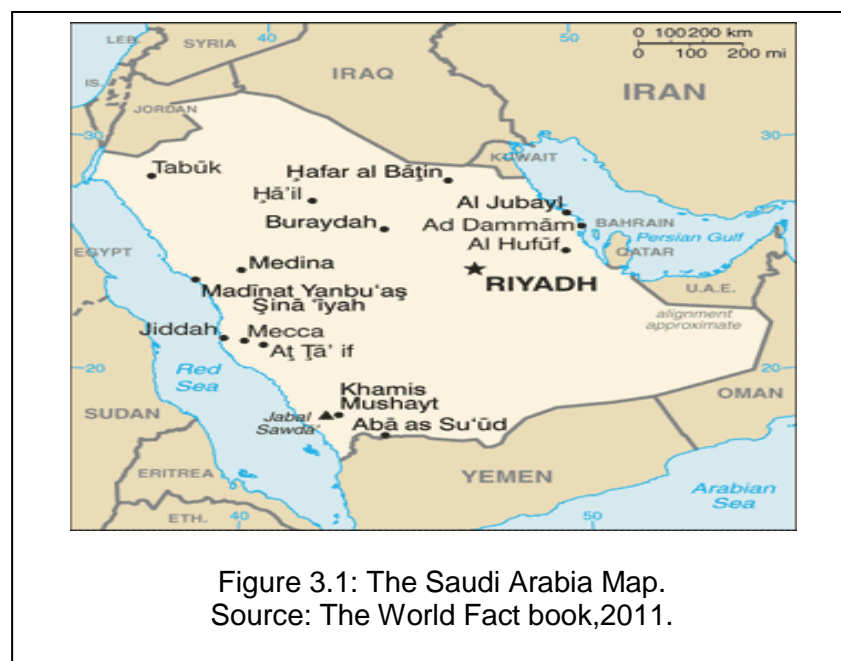 LEB.
SYRIA
40
50
0 100200 km
0 100 200 mi
IRAQ
IRAN
IS.
JORDAN
30
30
KUWAIT
Tabūk
Ḥafar al Bāţin
Ḥā'il
Al Jubayl
Buraydah
Ad Dammām
BAHRAIN
Persian Gulf
Al Hufūf
QATAR
EGYPT
Medina
RIYADH
U.A.E.
Madīnat Yanbu'aş
Şinā 'īyah
alignment
approximate
Jiddah
Mecca
Aţ Ţā' if
Red
Sea
20
20
Khamis
Mushayt
OMAN
SUDAN
Jabal
Sawdā'
Abā as Su'ūd
ERITREA
YEMEN
Arabian
Sea
ETH.
40
50
Figure 3.1: The Saudi Arabia Map.
Source: The World Fact book,2011.